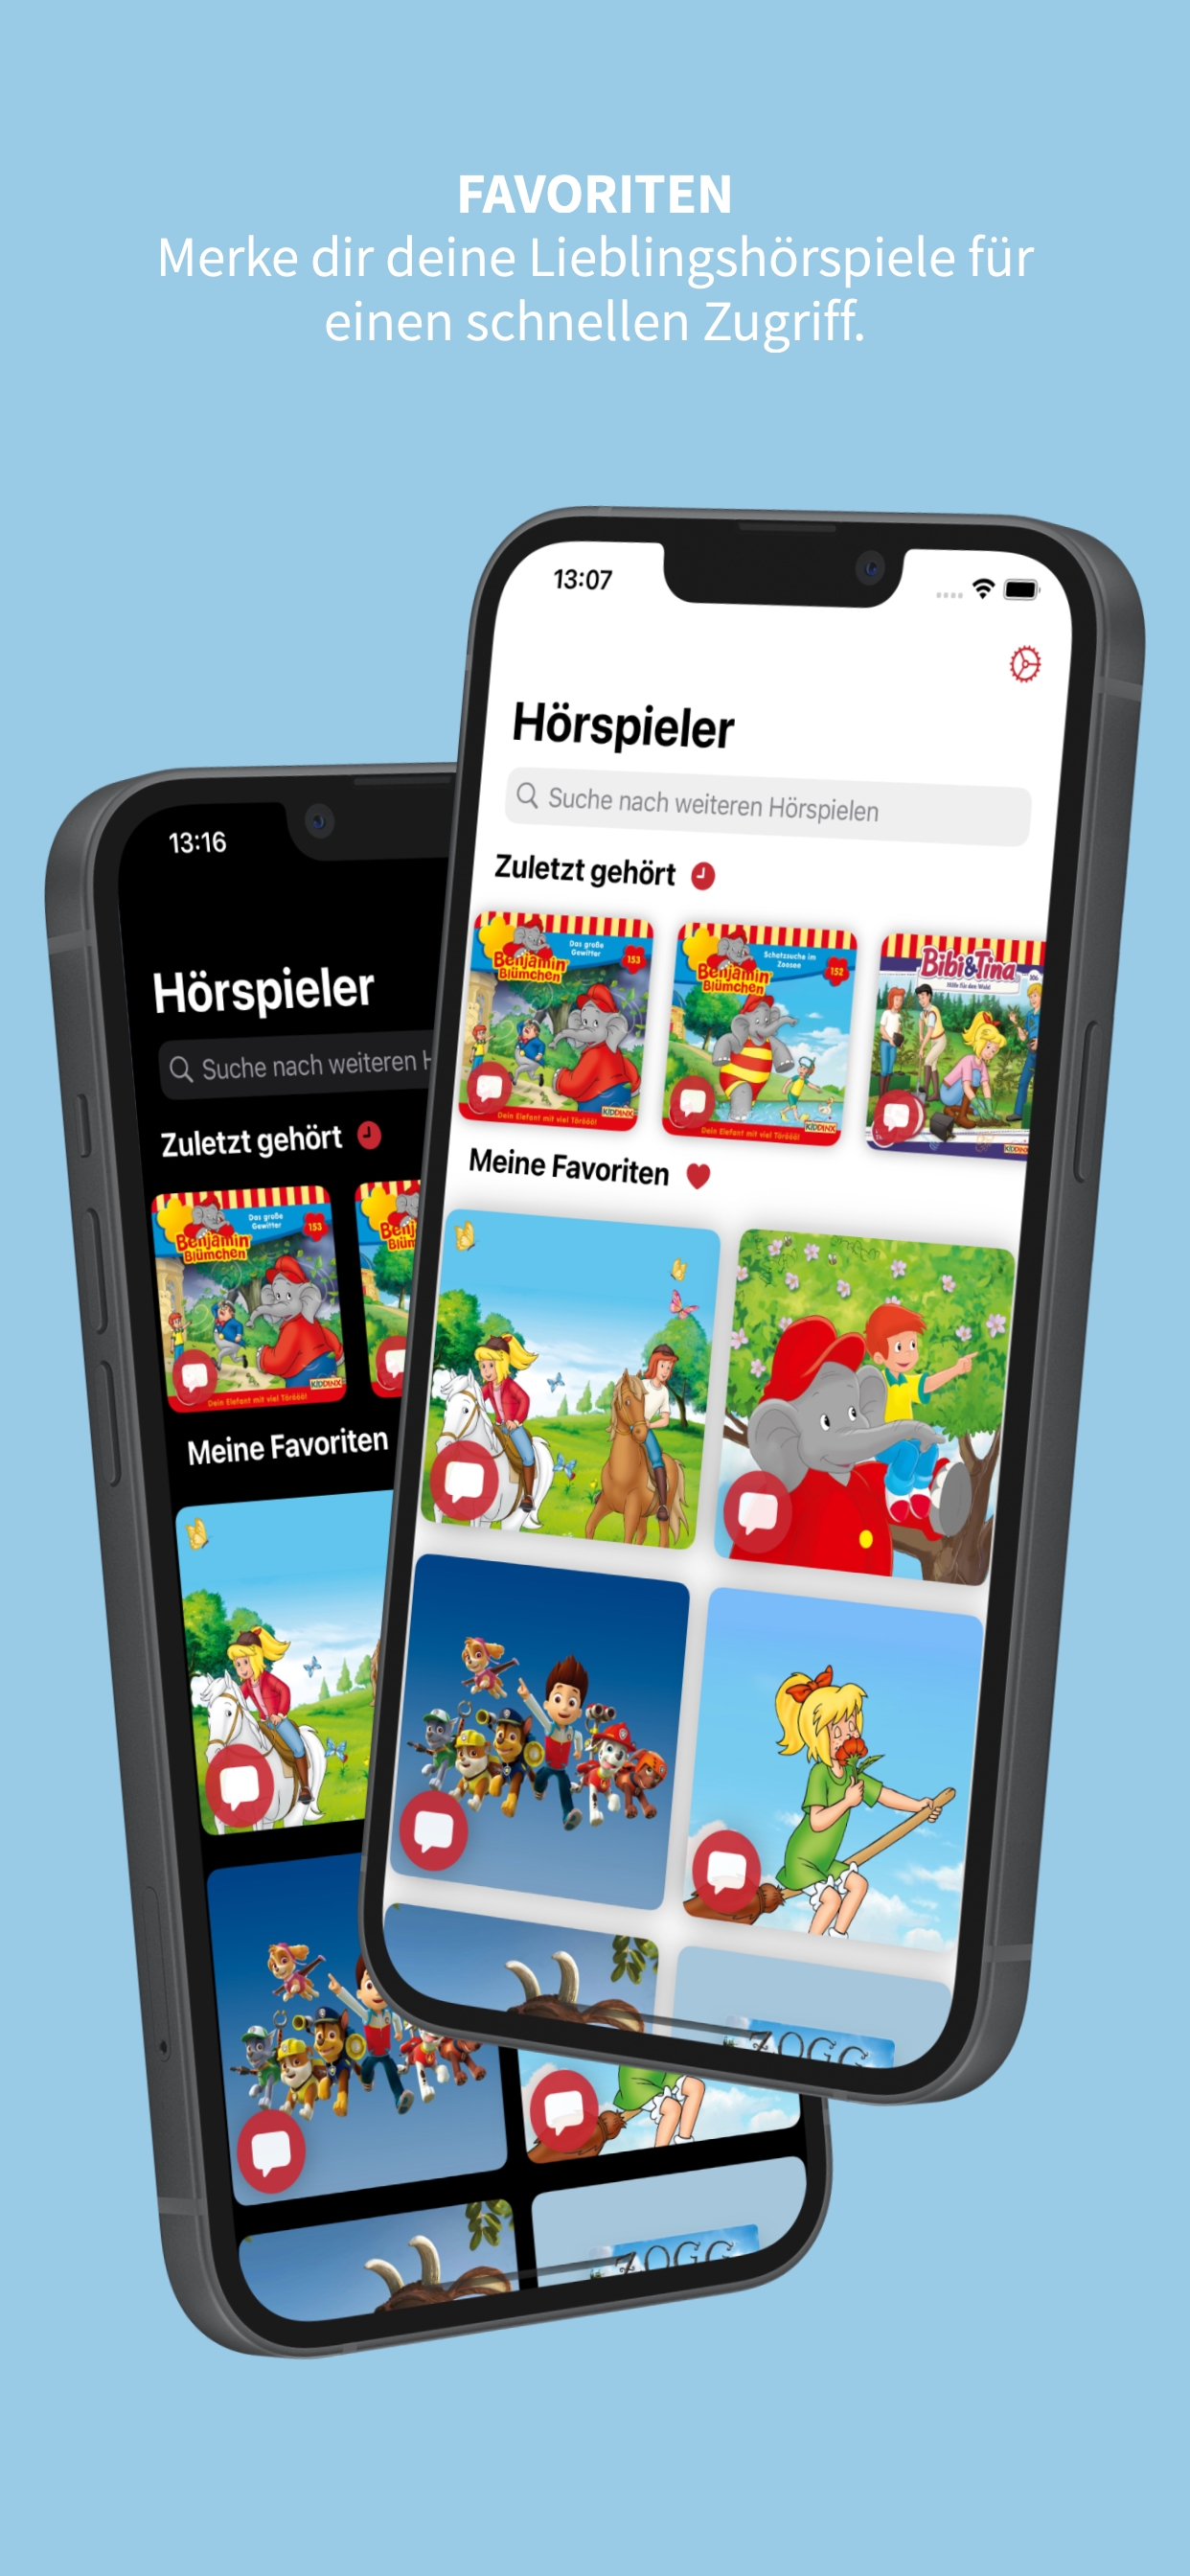 FAVORITEN
Merke dir deine Lieblingshörspiele für
einen schnellen Zugriff.
13:07
Hörspieler
Suche nach weiteren Hörspielen
Zuletzt gehört
Benjamin
Blümchen
Das große
Gewitter
153
Dein Elefant mit viel Törööö!
KIDDINX
Benjamin
Blümchen
Schatzsuche im
Zoosee
152
Dein Elefant mit viel Törööö!
KIDDINX
Bibi&Tina
Hilfe für den Wald
106
KIDDINX
Meine Favoriten
ZOGG
13:16
Hörspieler
Suche nach weiteren H
Zuletzt gehört
Benjamin
Blümchen
Das große
Gewitter
153
Dein Elefant mit viel Törööö!
KIDDINX
Benj
Blüm
Meine Favoriten
ZOGG